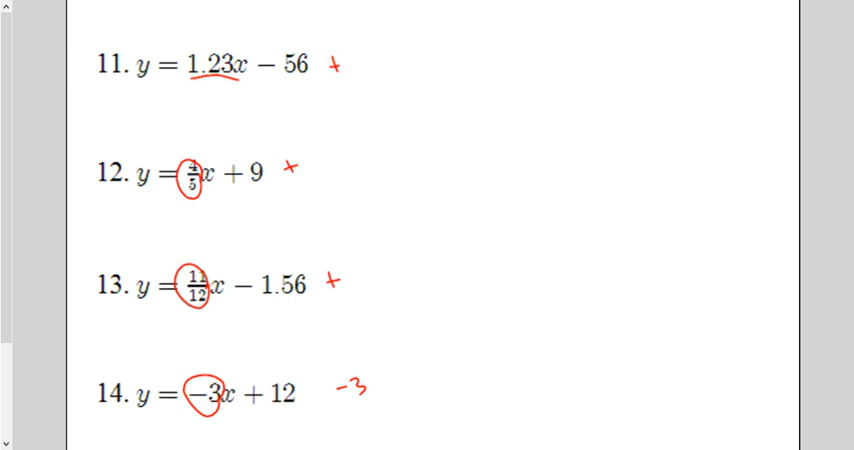 11. y = 1.23x − 56 +
12. y = 4/5x + 9 +
13. y = 11/12x − 1.56 +
14. y = −3x + 12 -3